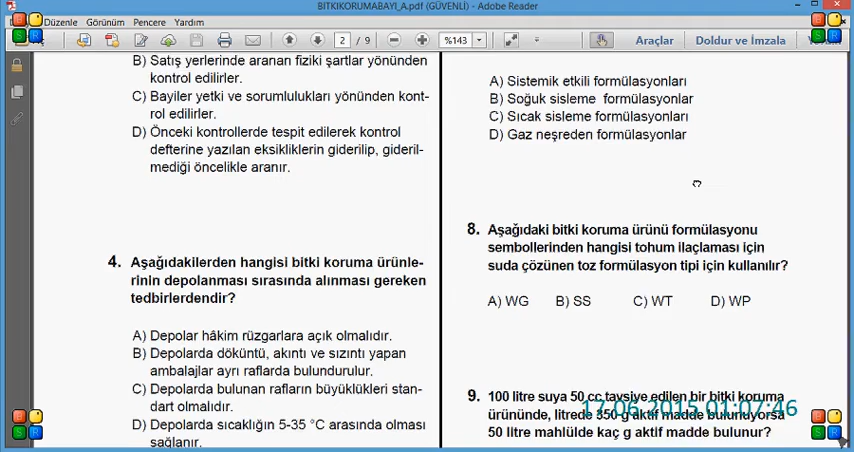 BITKIKORUMABAYI_A.pdf (GÜVENLİ) - Adobe Reader
Düzenle Görünüm Pencere Yardım
2 / 9 %143 Araçlar Doldur ve İmzala
B) Satış yerlerinde aranan fiziki şartlar yönünden
kontrol edilirler.
C) Bayiler yetki ve sorumlulukları yönünden kont-
rol edilirler.
D) Önceki kontrollerde tespit edilerek kontrol
defterine yazılan eksikliklerin giderilip, gideril-
mediği öncelikle aranır.
4. Aşağıdakilerden hangisi bitki koruma ürünle-
rinin depolanması sırasında alınması gereken
tedbirlerdendir?
A) Depolar hâkim rüzgarlara açık olmalıdır.
B) Depolarda döküntü, akıntı ve sızıntı yapan
ambalajlar ayrı raflarda bulundurulur.
C) Depolarda bulunan rafların büyüklükleri stan-
dart olmalıdır.
D) Depolarda sıcaklığın 5-35 °C arasında olması
sağlanır.
A) Sistemik etkili formülasyonları
B) Soğuk sisleme formülasyonlar
C) Sıcak sisleme formülasyonları
D) Gaz neşreden formülasyonlar
8. Aşağıdaki bitki koruma ürünü formülasyonu
sembollerinden hangisi tohum ilaçlaması için
suda çözünen toz formülasyon tipi için kullanılır?
A) WG B) SS C) WT D) WP
9. 100 litre suya 50 cc tavsiye edilen bir bitki koruma
ürününde, litrede 350 g aktif madde bulunuyorsa
50 litre mahlülde kaç g aktif madde bulunur?
17.06.2015 01:07:46
B
S R
B
S R
B
S R
B
S R